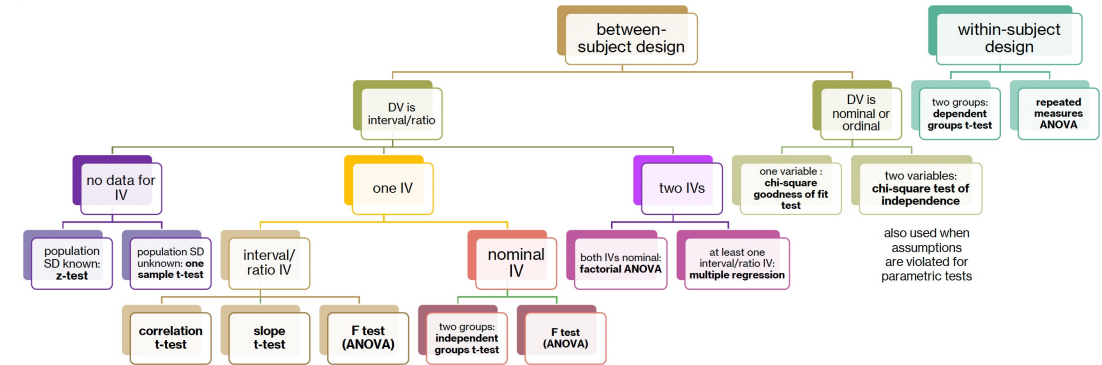 between-
subject design
within-subject
design
DV is
interval/ratio
DV is
nominal or
ordinal
two groups:
dependent
groups t-test
repeated
measures
ANOVA
no data for
IV
one IV
two IVs
one variable :
chi-square
goodness of fit
test
two variables:
chi-square test of
independence
population
SD known:
z-test
population SD
unknown: one
sample t-test
interval/
ratio IV
nominal
IV
both IVs nominal:
factorial ANOVA
at least one
interval/ratio IV:
multiple regression
also used when
assumptions
are violated for
parametric tests
correlation
t-test
slope
t-test
F test
(ANOVA)
two groups:
independent
groups t-test
F test
(ANOVA)